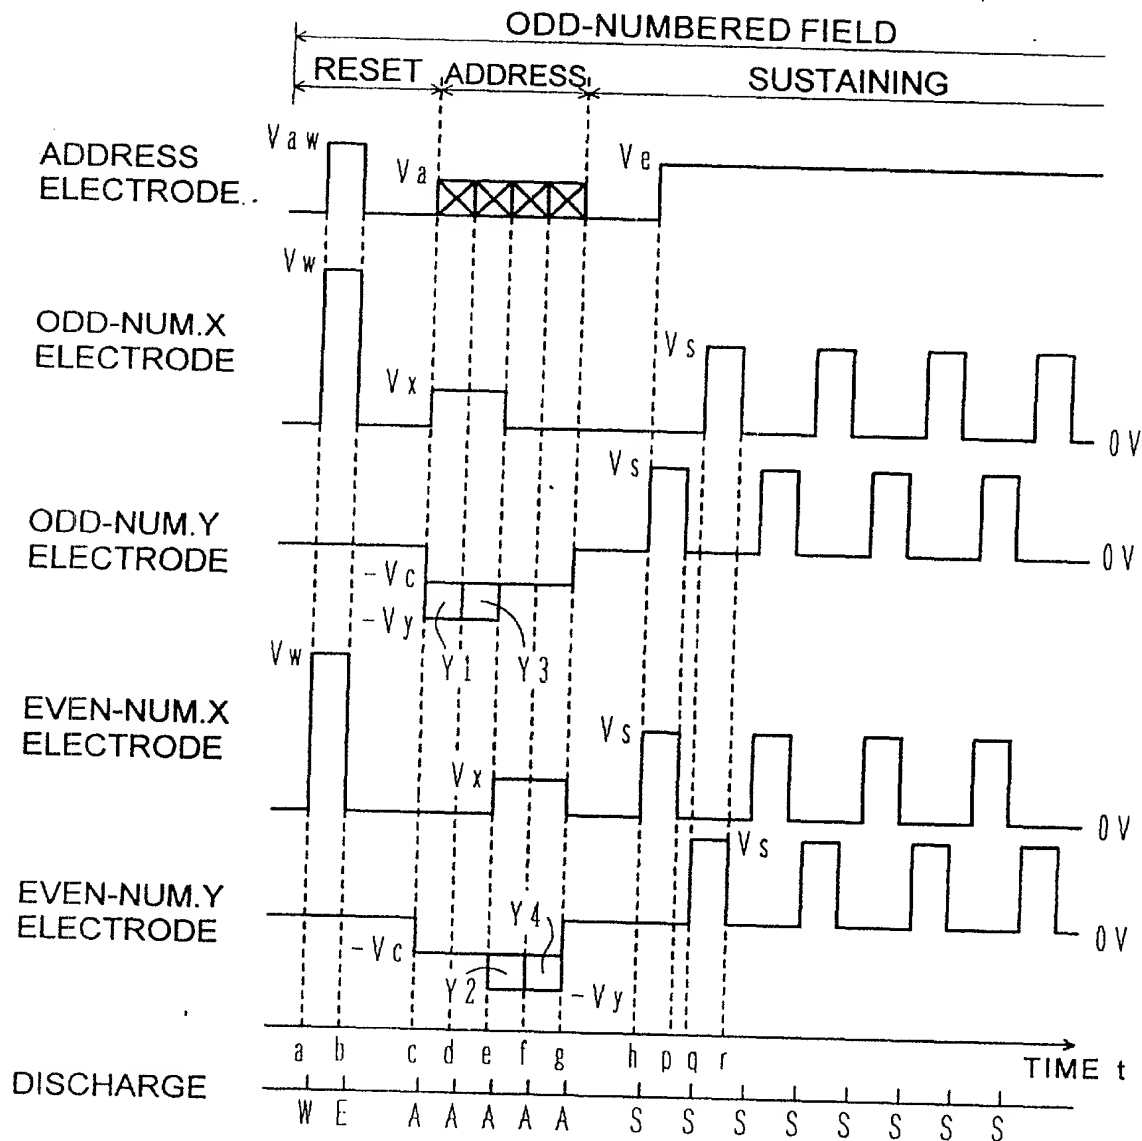 ODD-NUMBERED FIELD
RESET ADDRESS SUSTAINING
ADDRESS
ELECTRODE
Vaw
Va
Ve
ODD-NUM.X
ELECTRODE
Vw
Vx
Vs
0V
ODD-NUM.Y
ELECTRODE
Vs
0V
-Vc
-Vy
Y1 Y3
EVEN-NUM.X
ELECTRODE
Vw
Vx
Vs
0V
EVEN-NUM.Y
ELECTRODE
Vs
0V
-Vc
Y2 Y4
-Vy
a b c d e f g h p q r
TIME t
DISCHARGE
W E A A A A A S S S S S S S S